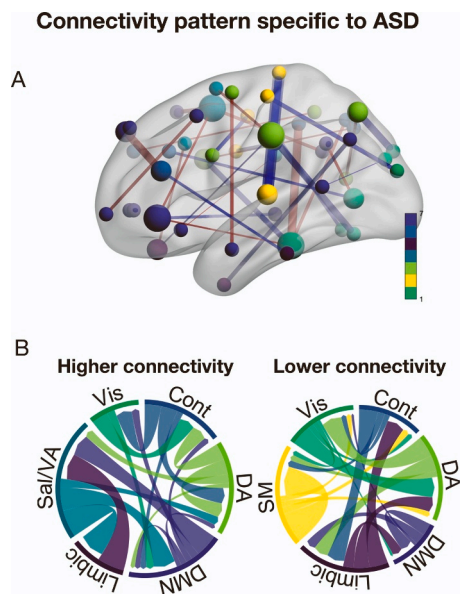 Connectivity pattern specific to ASD
A
7
1
B
Higher connectivity
Lower connectivity
Vis
Cont
Sal/VA
DA
Limbic
DMN
Vis
Cont
SMS
DA
Limbic
DMN